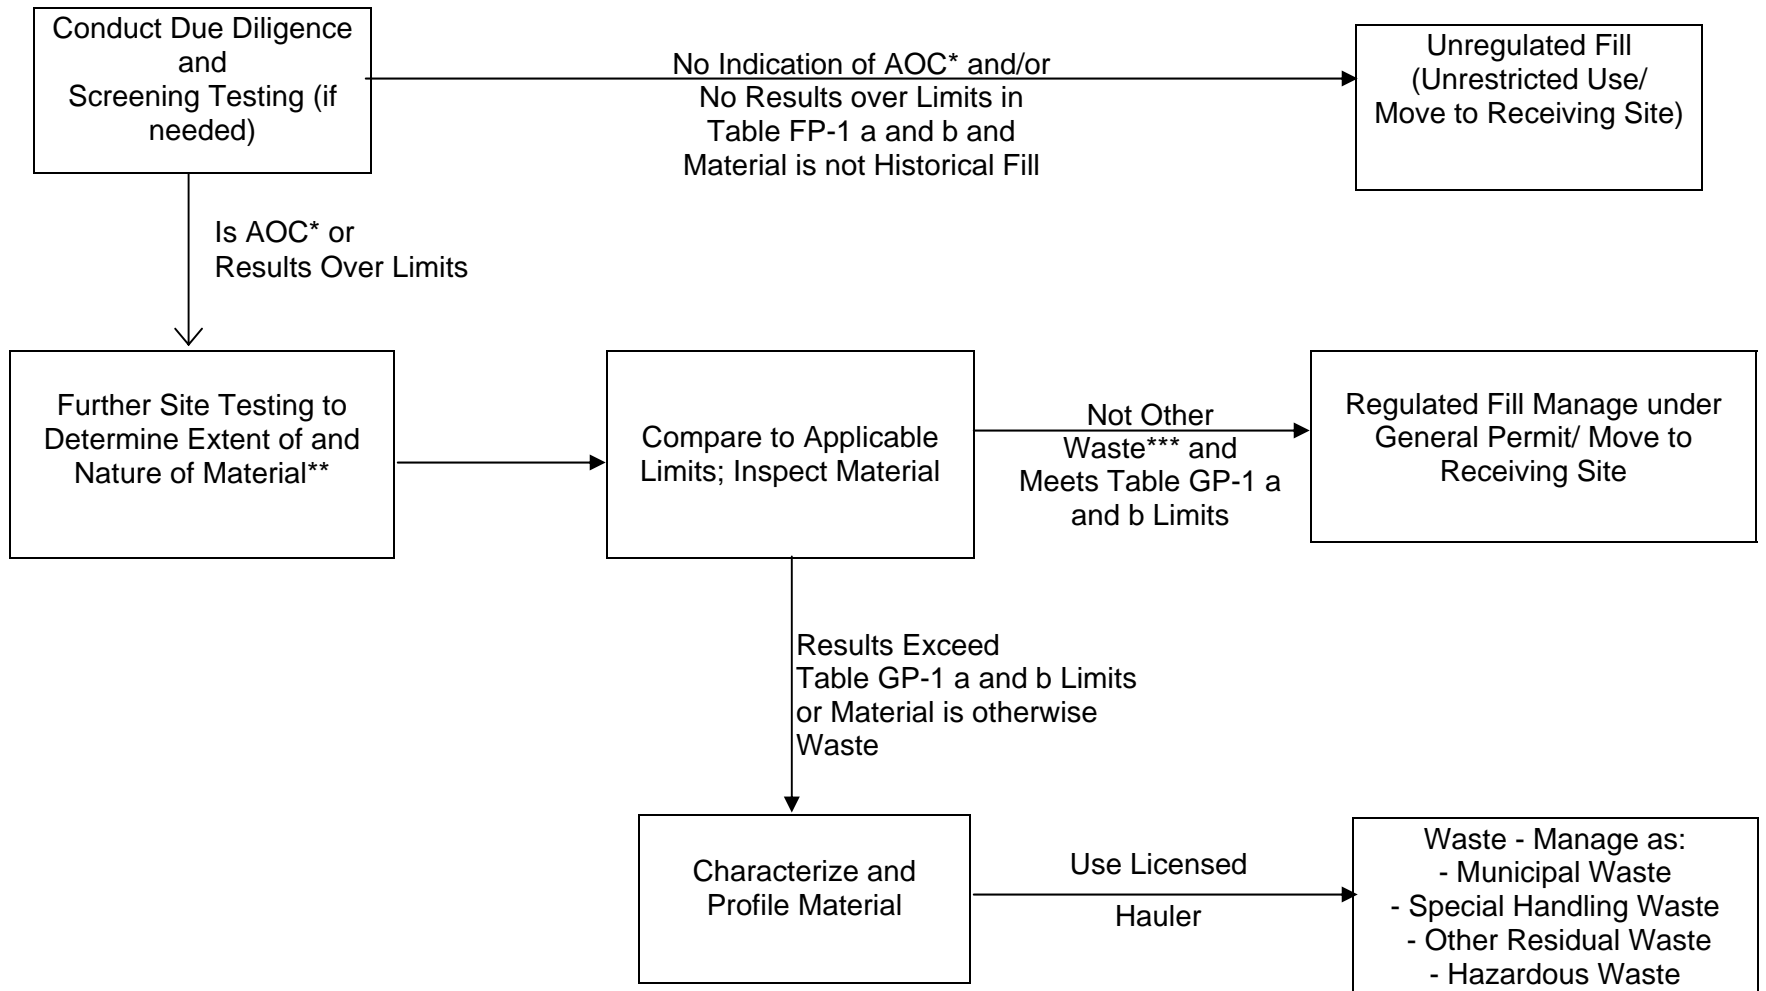 Conduct Due Diligence
and
Screening Testing (if
needed)
No Indication of AOC* and/or
No Results over Limits in
Table FP-1 a and b and
Material is not Historical Fill
Unregulated Fill
(Unrestricted Use/
Move to Receiving Site)
Is AOC* or
Results Over Limits
Further Site Testing to
Determine Extent of and
Nature of Material**
Compare to Applicable
Limits; Inspect Material
Not Other
Waste*** and
Meets Table GP-1 a
and b Limits
Regulated Fill Manage under
General Permit/ Move to
Receiving Site
Results Exceed
Table GP-1 a and b Limits
or Material is otherwise
Waste
Characterize and
Profile Material
Use Licensed
Hauler
Waste - Manage as:
- Municipal Waste
- Special Handling Waste
- Other Residual Waste
- Hazardous Waste